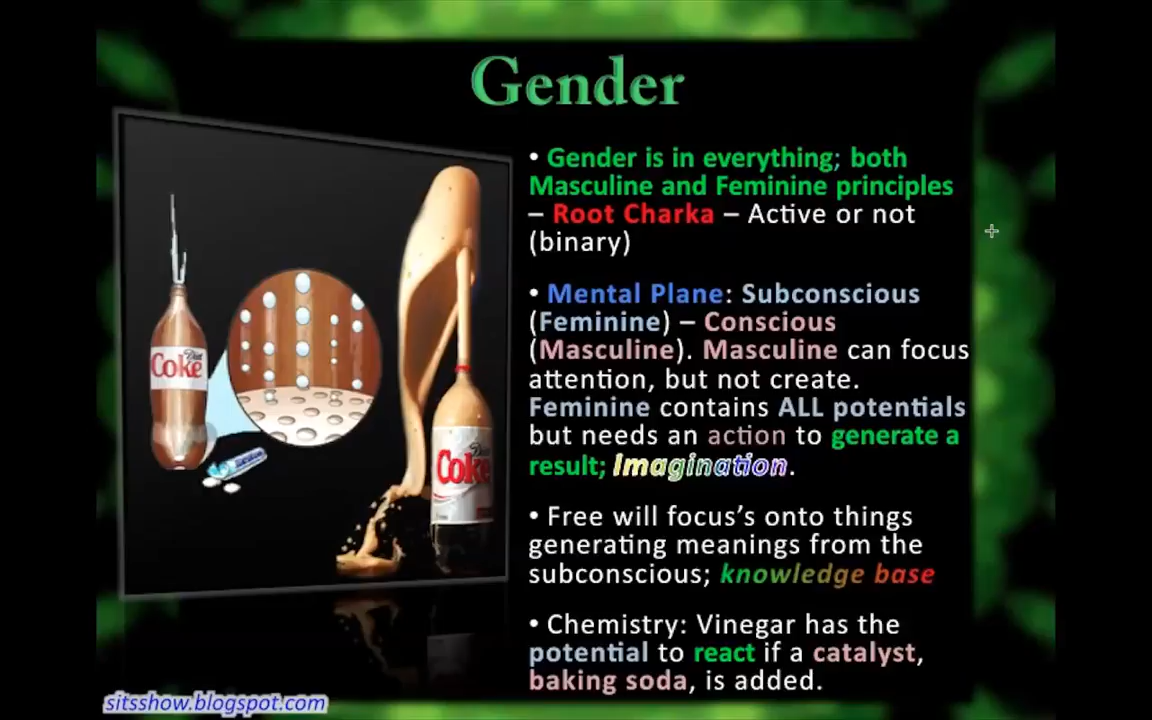 Gender
• Gender is in everything; both
Masculine and Feminine principles
– Root Charka – Active or not
(binary)
• Mental Plane: Subconscious
(Feminine) – Conscious
(Masculine). Masculine can focus
attention, but not create.
Feminine contains ALL potentials
but needs an action to generate a
result; Imagination.
• Free will focus's onto things
generating meanings from the
subconscious; knowledge base
• Chemistry: Vinegar has the
potential to react if a catalyst,
baking soda, is added.
Diet
Coke
Diet
Coke
sitsshow.blogspot.com